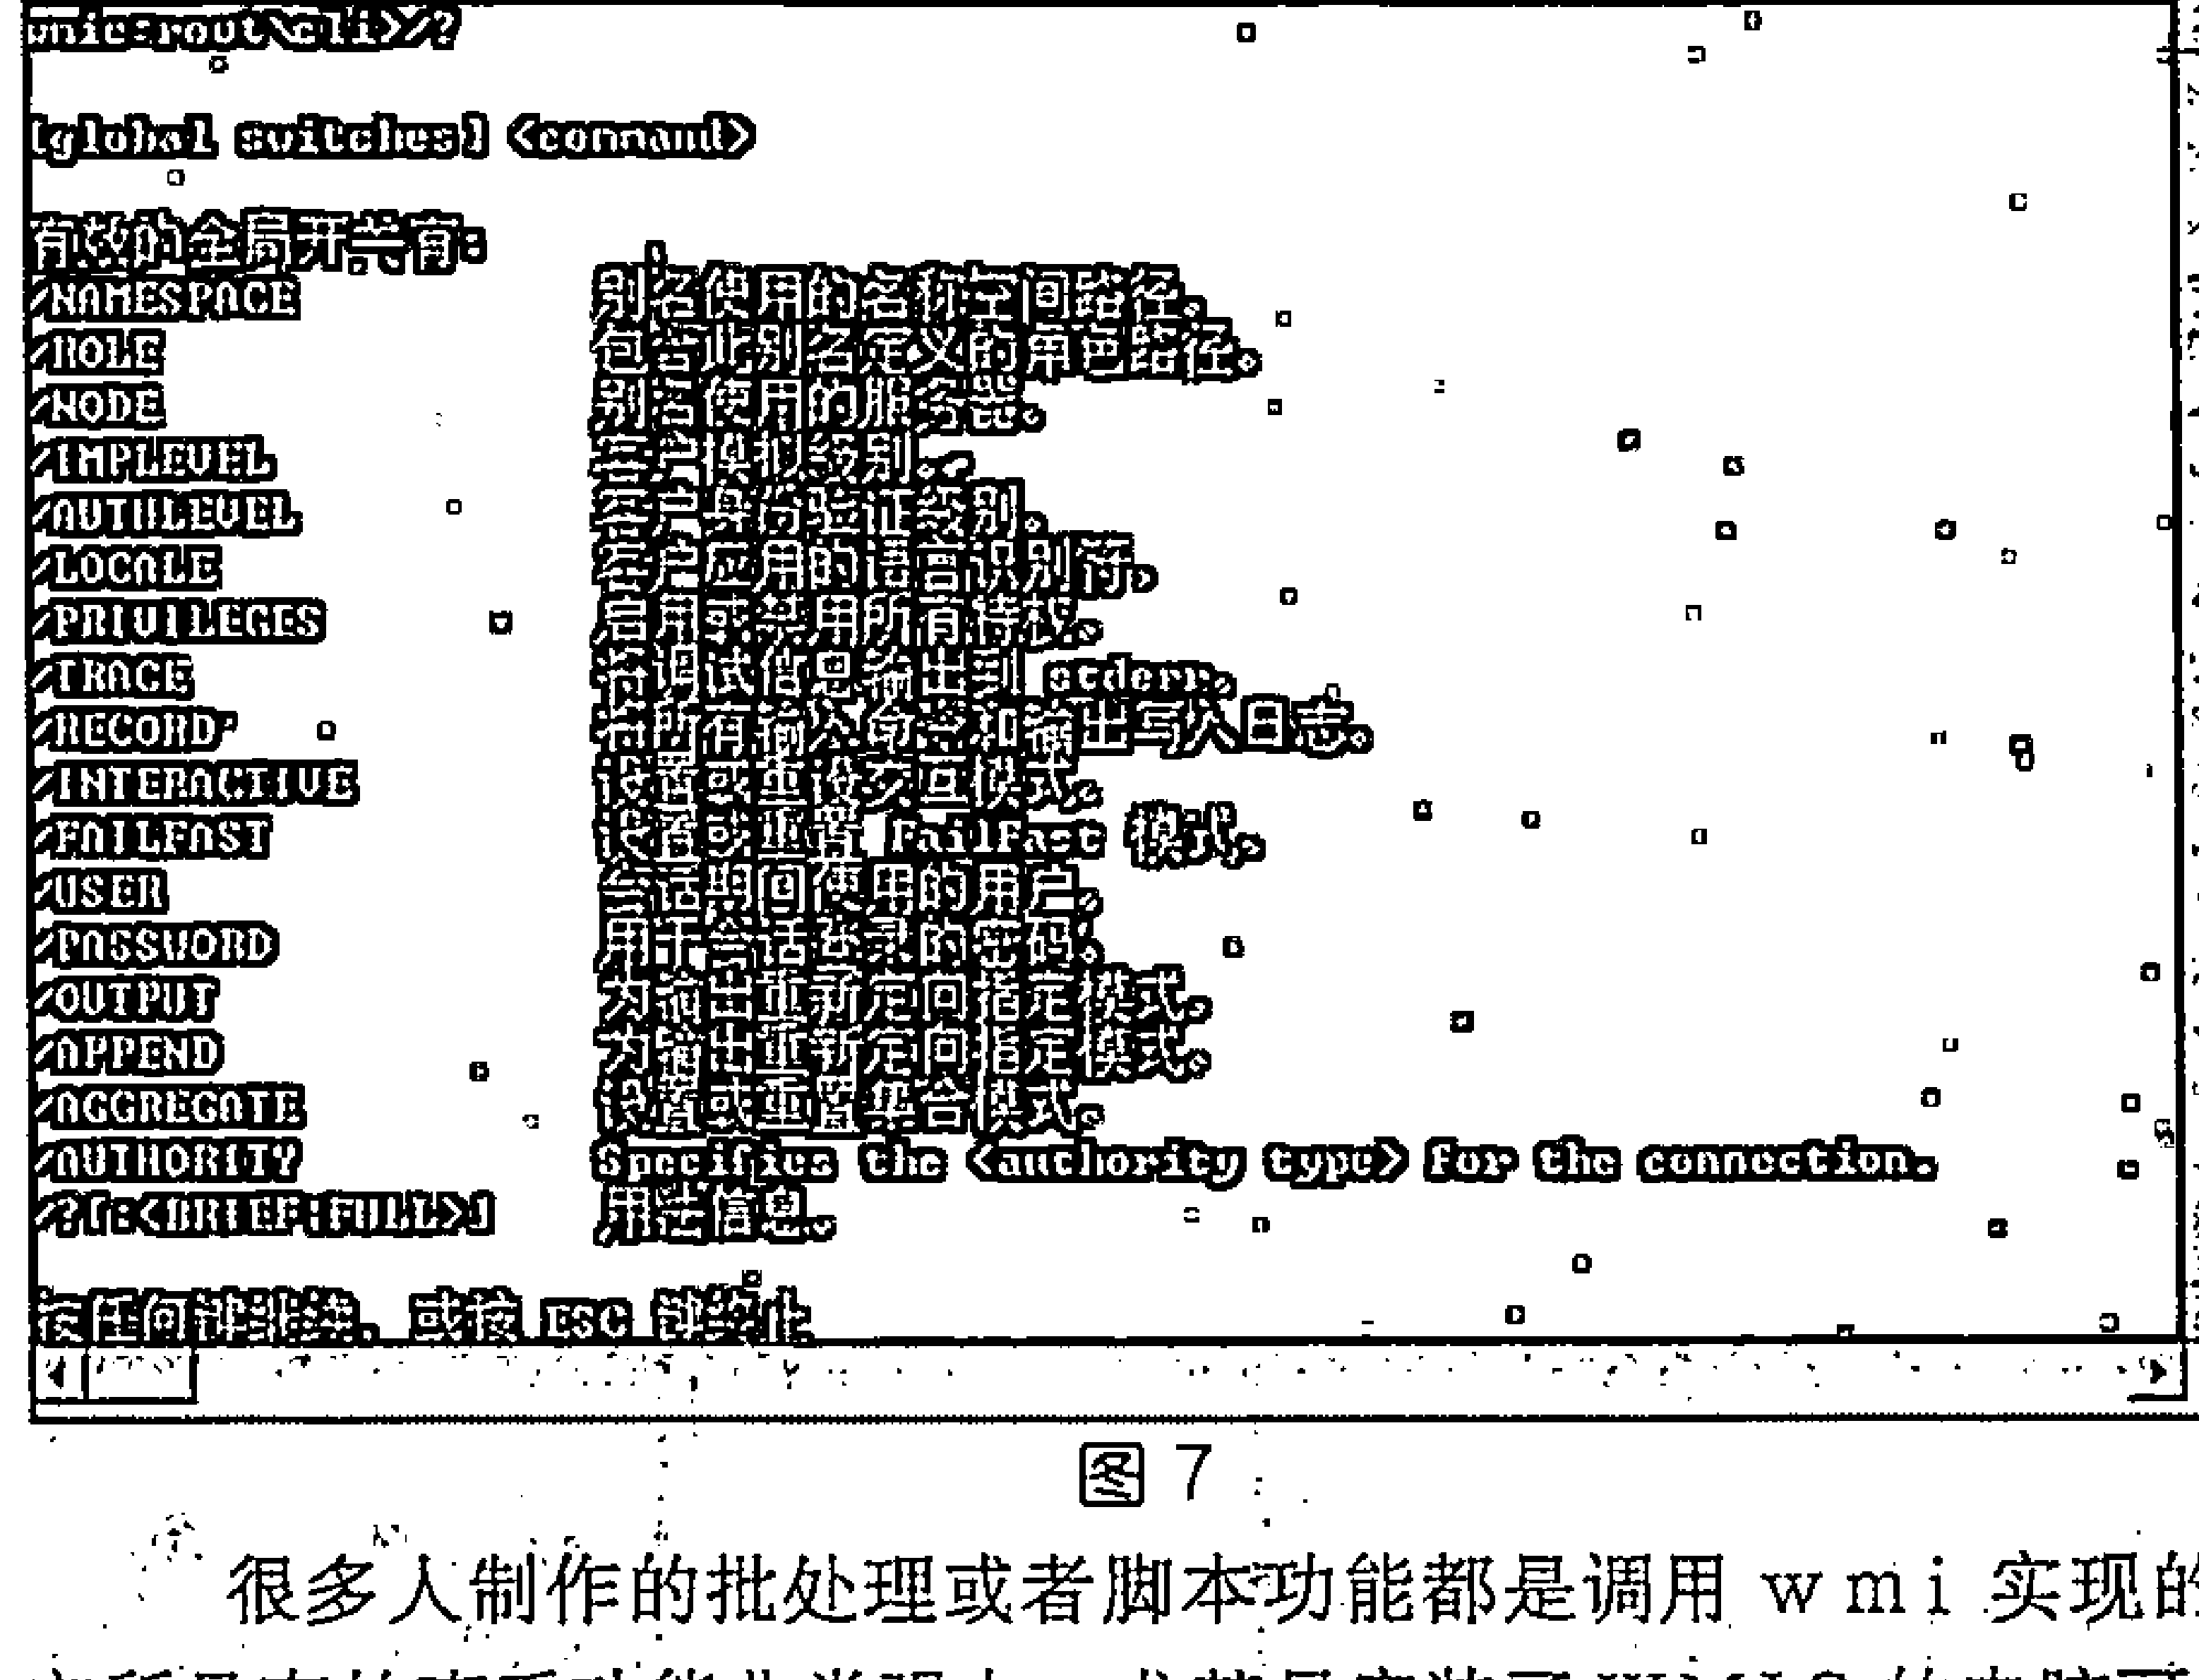 wmic:root\cli>/?
[global switches] <command>
有效的全局开关有:
/NAMESPACE 别名使用的名称空间路径。
/ROLE 包含此别名定义的角色路径。
/NODE 别名使用的服务器。
/IMPLEVEL 客户模拟级别。
/AUTHLEVEL 客户身份验证级别。
/LOCALE 客户应用的语言识别符。
/PRIVILEGES 启用或禁用所有特权。
/TRACE 将调试信息输出到 stderr。
/RECORD 将所有输入命令和输出写入日志。
/INTERACTIVE 设置或重设交互模式。
/FAILFAST 设置或重置 FailFast 模式。
/USER 会话期间使用的用户。
/PASSWORD 用于会话登录的密码。
/OUTPUT 为输出重新定向指定模式。
/APPEND 为输出重新定向指定模式。
/AGGREGATE 设置或重置集合模式。
/AUTHORITY Specifies the <authority type> for the connection.
/?[:<BRIEF|FULL>] 用法信息。
按任何键继续, 或按 ESC 键停止
图 7
很多人制作的批处理或者脚本功能都是调用 wmi 实现的